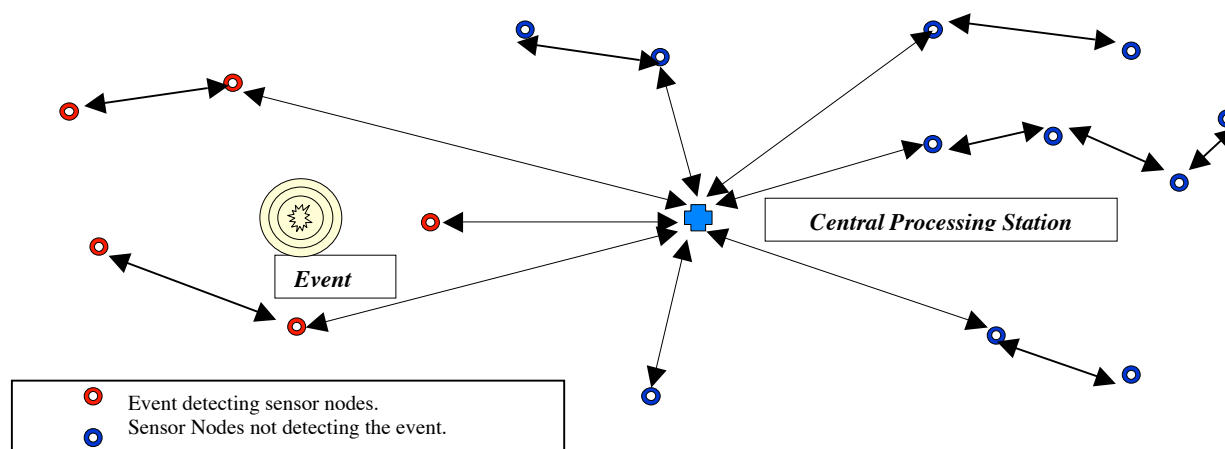 Central Processing Station
Event
Event detecting sensor nodes.
Sensor Nodes not detecting the event.